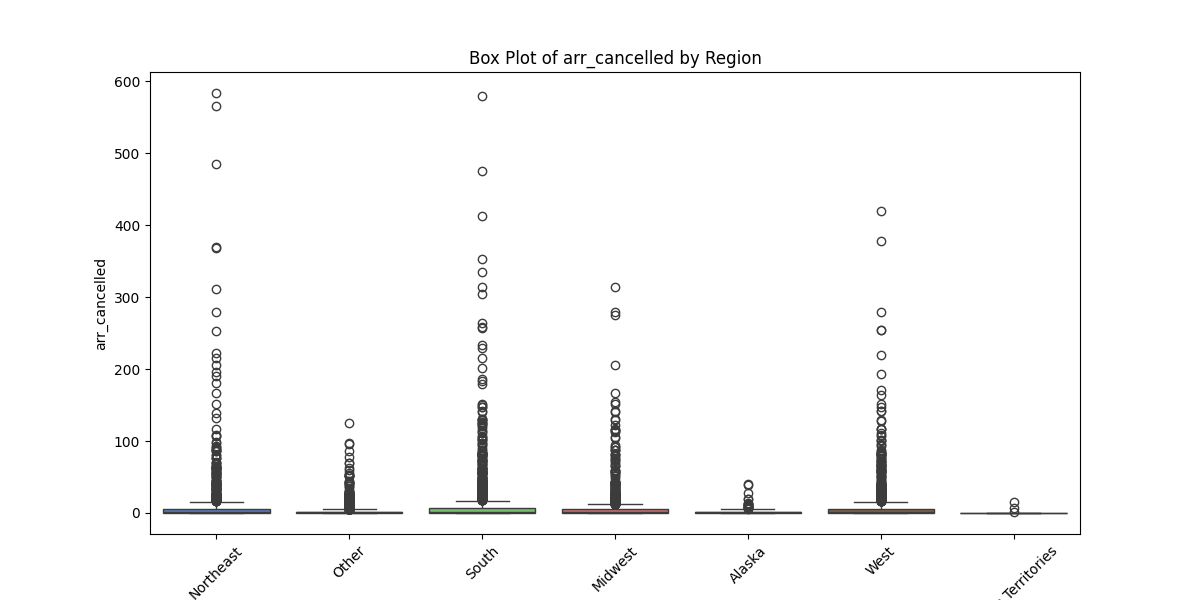 Box Plot of arr_cancelled by Region
600
500
400
300
200
100
0
arr_cancelled
Northeast
Other
South
Midwest
Alaska
West
Territories